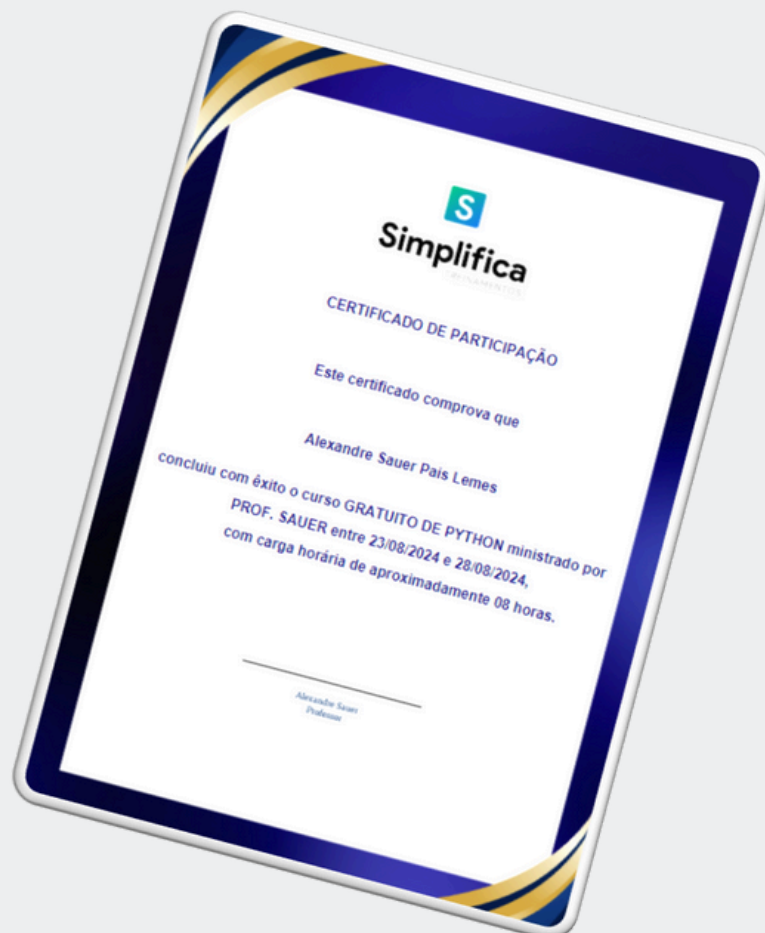 S
Simplifica
TREINAMENTOS
CERTIFICADO DE PARTICIPAÇÃO
Este certificado comprova que
Alexandre Sauer Pais Lemes
concluiu com êxito o curso GRATUITO DE PYTHON ministrado por
PROF. SAUER entre 23/08/2024 e 28/08/2024,
com carga horária de aproximadamente 08 horas.
Alexandre Sauer
Professor